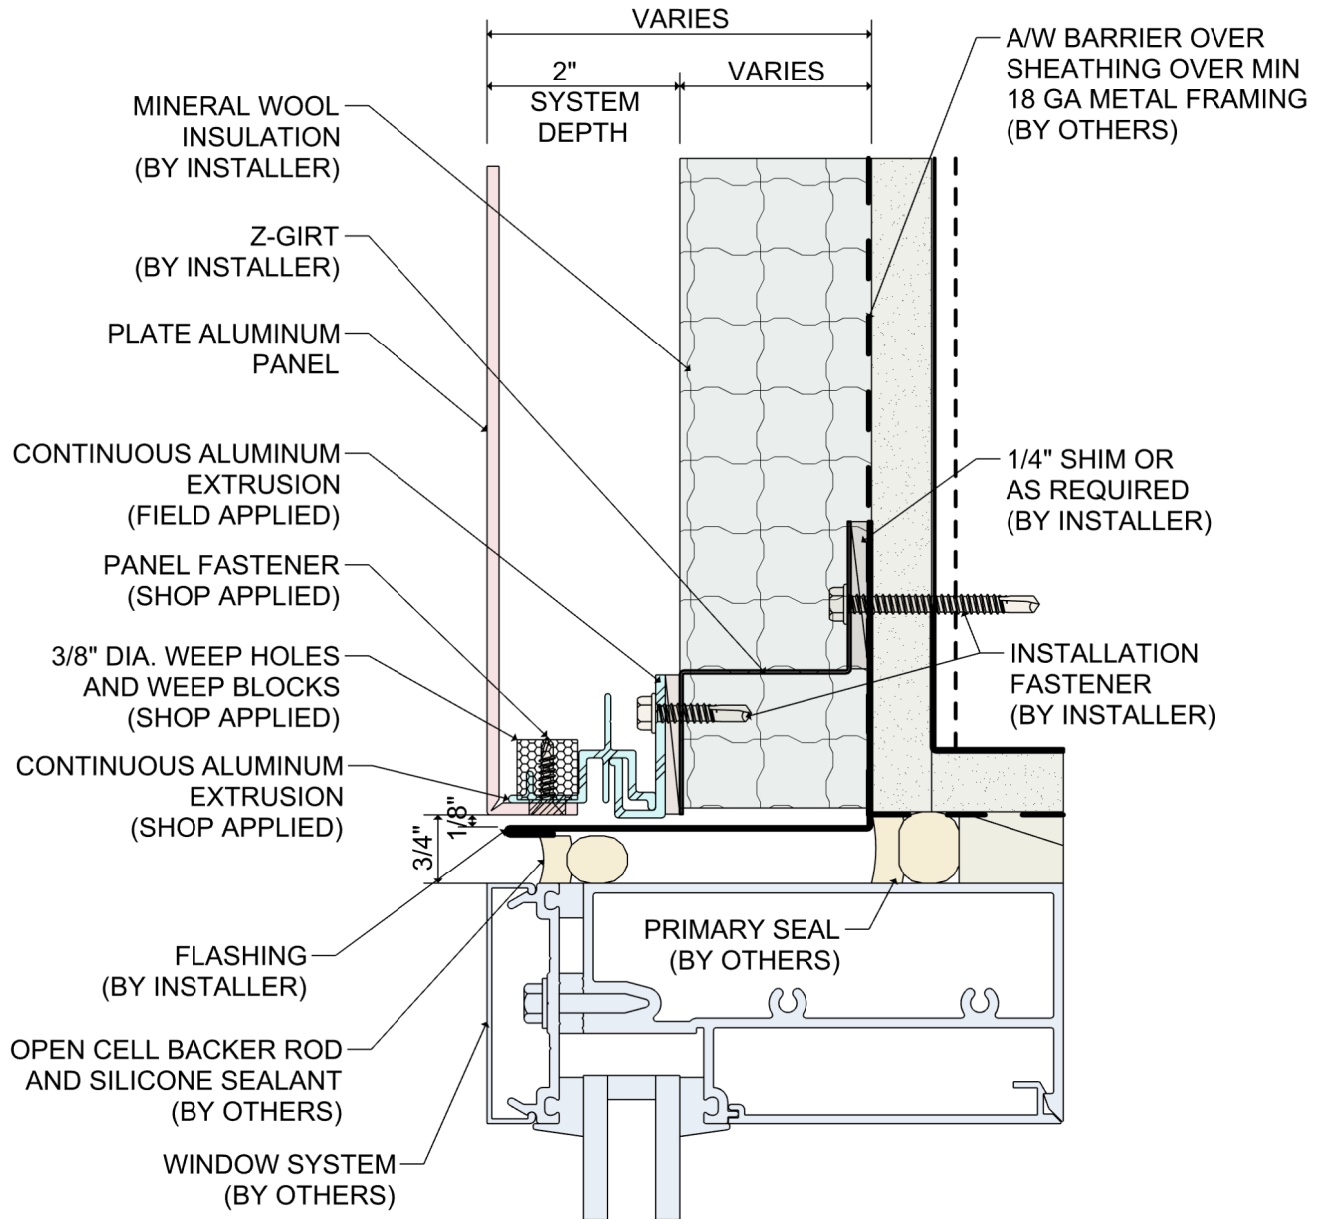 VARIES
2"
SYSTEM
DEPTH
VARIES
A/W BARRIER OVER
SHEATHING OVER MIN
18 GA METAL FRAMING
(BY OTHERS)
MINERAL WOOL
INSULATION
(BY INSTALLER)
Z-GIRT
(BY INSTALLER)
PLATE ALUMINUM
PANEL
CONTINUOUS ALUMINUM
EXTRUSION
(FIELD APPLIED)
1/4" SHIM OR
AS REQUIRED
(BY INSTALLER)
PANEL FASTENER
(SHOP APPLIED)
3/8" DIA. WEEP HOLES
AND WEEP BLOCKS
(SHOP APPLIED)
INSTALLATION
FASTENER
(BY INSTALLER)
CONTINUOUS ALUMINUM
EXTRUSION
(SHOP APPLIED)
1/8"
3/4"
PRIMARY SEAL
(BY OTHERS)
FLASHING
(BY INSTALLER)
OPEN CELL BACKER ROD
AND SILICONE SEALANT
(BY OTHERS)
WINDOW SYSTEM
(BY OTHERS)